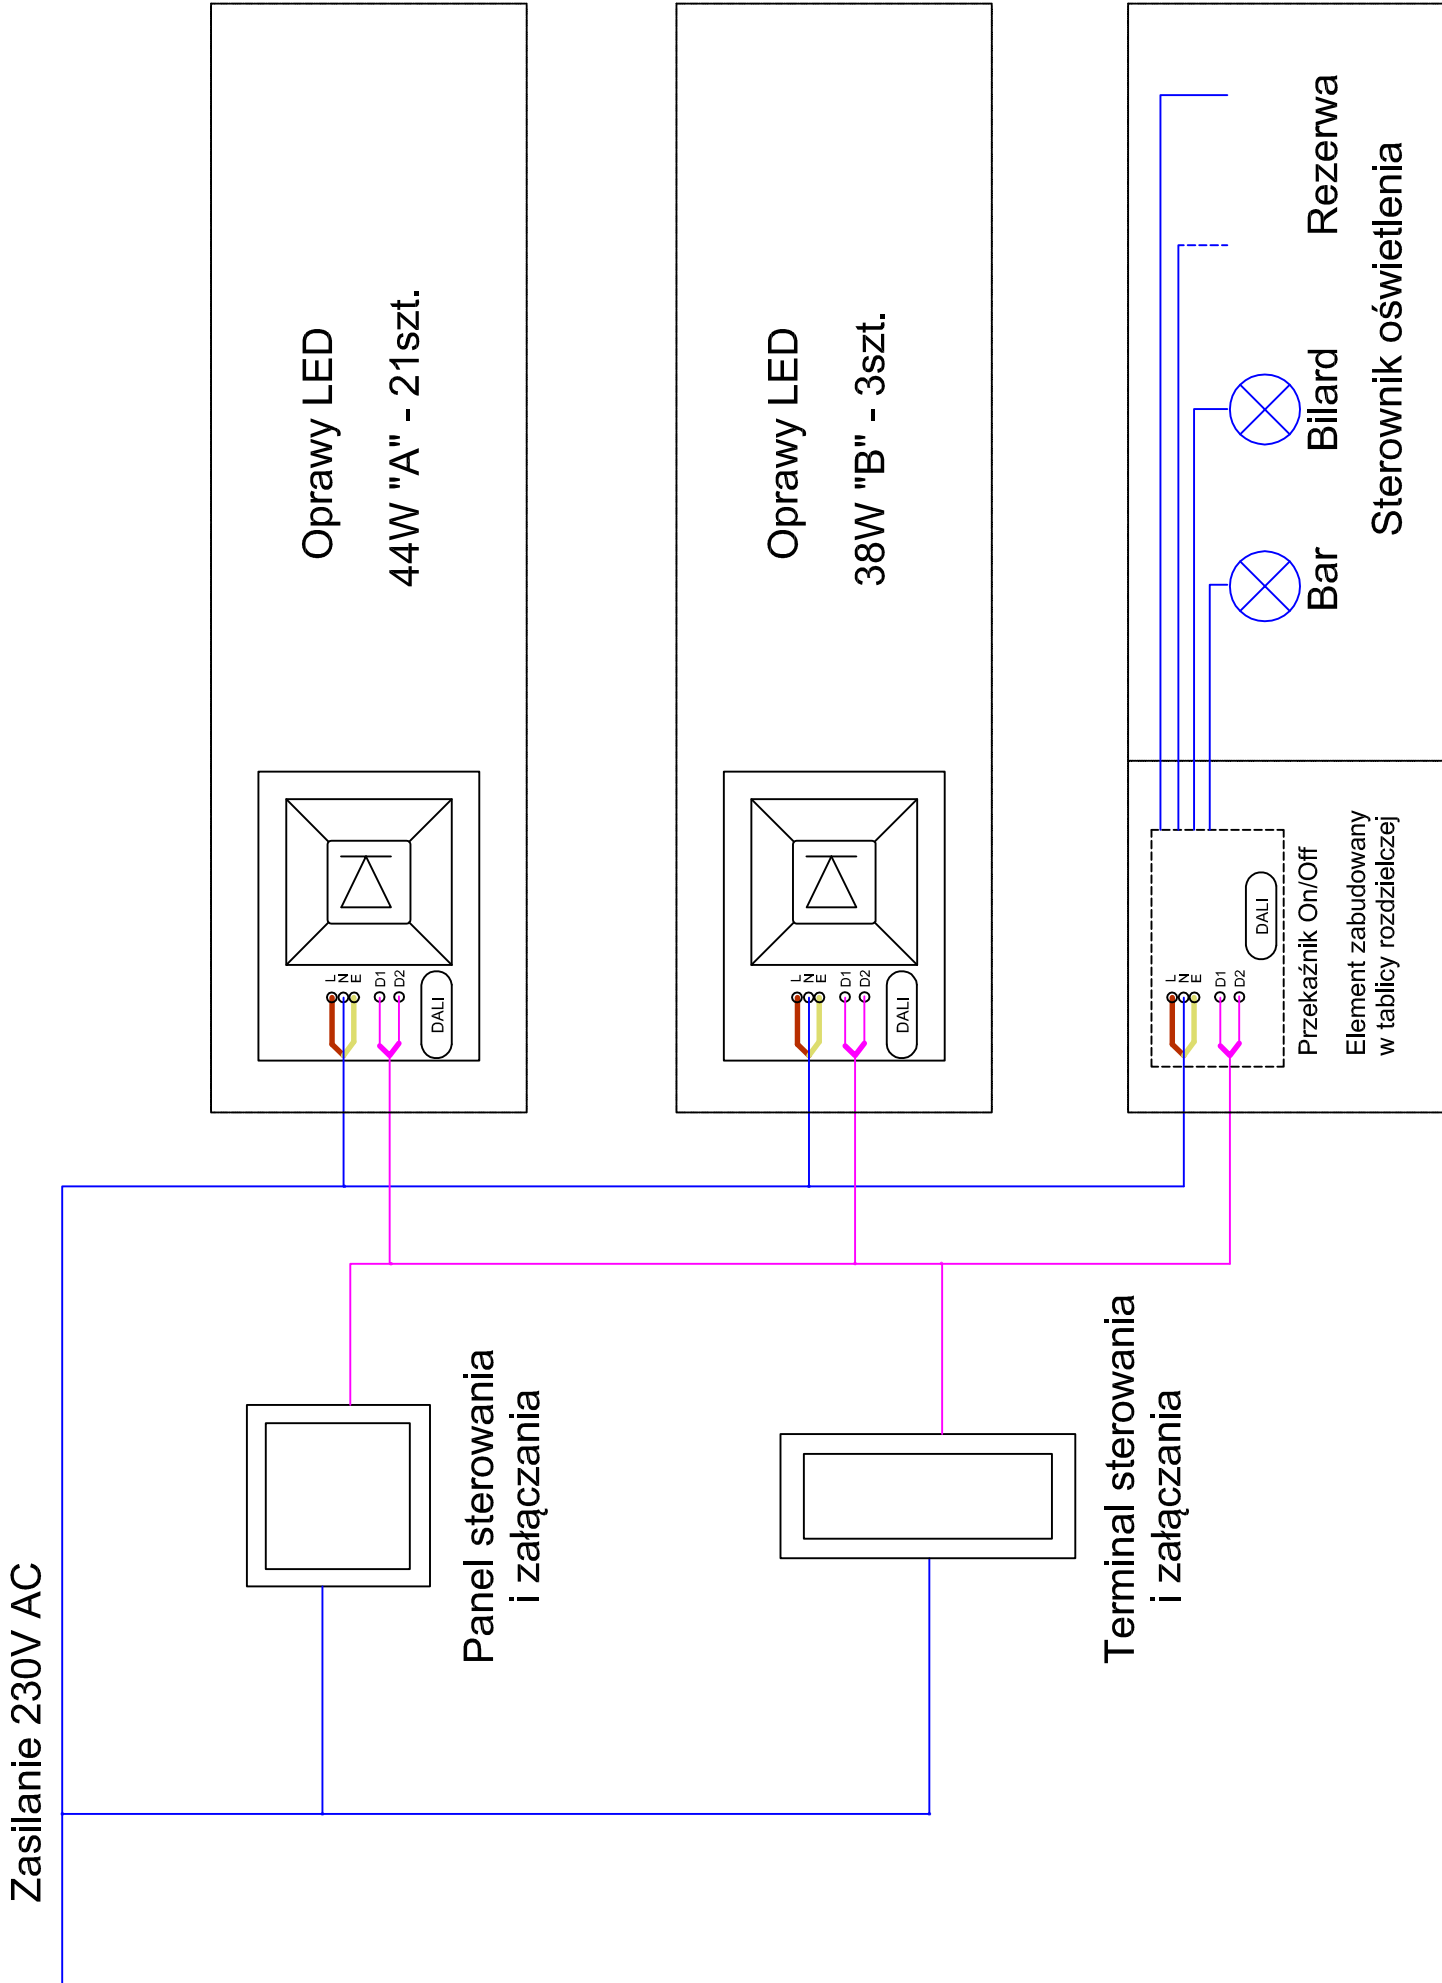 Zasilanie 230V AC
Oprawy LED
44W "A" - 21szt.
L
N
E
D1
D2
DALI
Panel sterowania
i załączania
Oprawy LED
38W "B" - 3szt.
L
N
E
D1
D2
DALI
Terminal sterowania
i załączania
L
N
E
D1
D2
DALI
Przekaźnik On/Off
Element zabudowany
w tablicy rozdzielczej
Bar
Bilard
Rezerwa
Sterownik oświetlenia